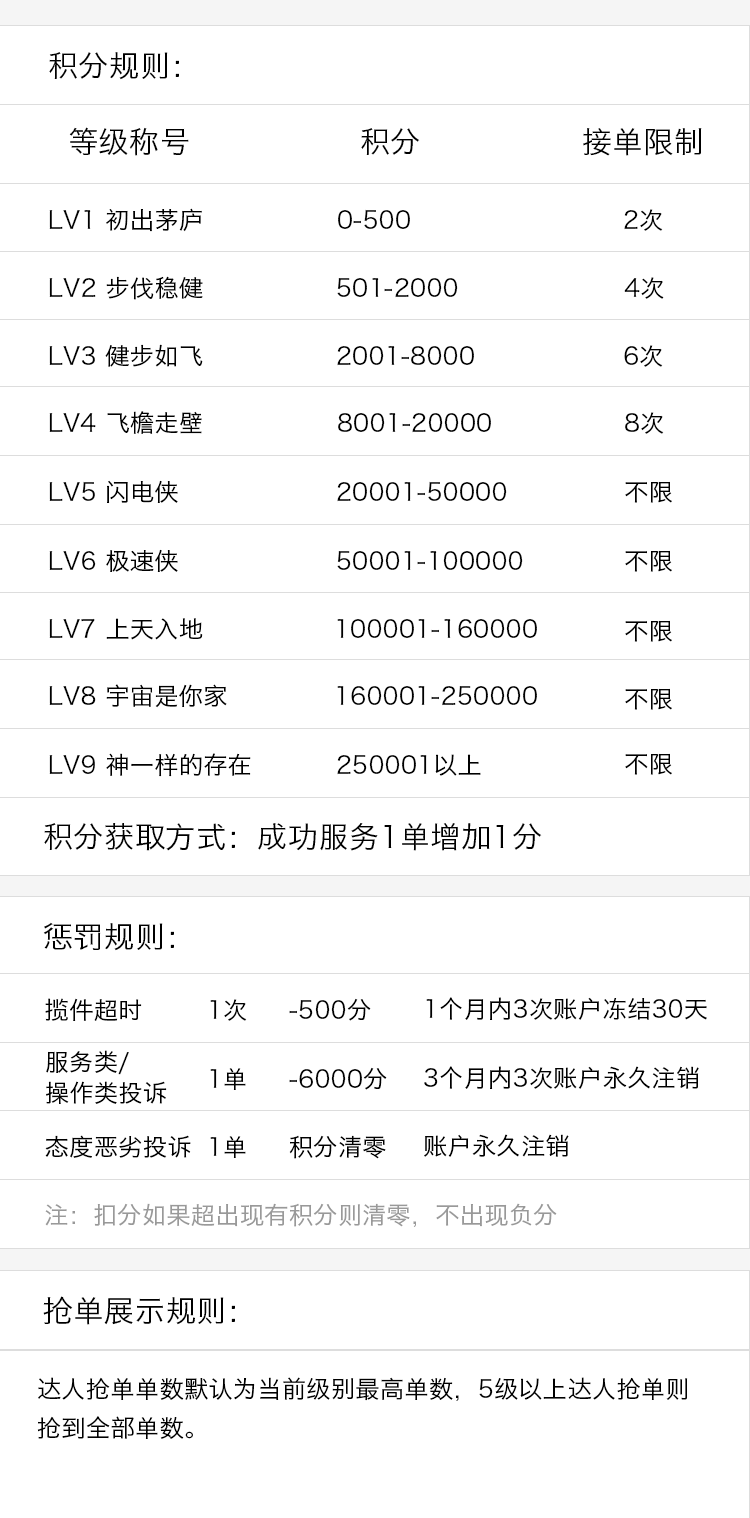 积分规则：
等级称号 积分 接单限制
LV1 初出茅庐 0-500 2次
LV2 步伐稳健 501-2000 4次
LV3 健步如飞 2001-8000 6次
LV4 飞檐走壁 8001-20000 8次
LV5 闪电侠 20001-50000 不限
LV6 极速侠 50001-100000 不限
LV7 上天入地 100001-160000 不限
LV8 宇宙是你家 160001-250000 不限
LV9 神一样的存在 250001以上 不限
积分获取方式：成功服务1单增加1分
惩罚规则：
揽件超时 1次 -500分 1个月内3次账户冻结30天
服务类/
操作类投诉 1单 -6000分 3个月内3次账户永久注销
态度恶劣投诉 1单 积分清零 账户永久注销
注：扣分如果超出现有积分则清零，不出现负分
抢单展示规则：
达人抢单单数默认为当前级别最高单数，5级以上达人抢单则
抢到全部单数。